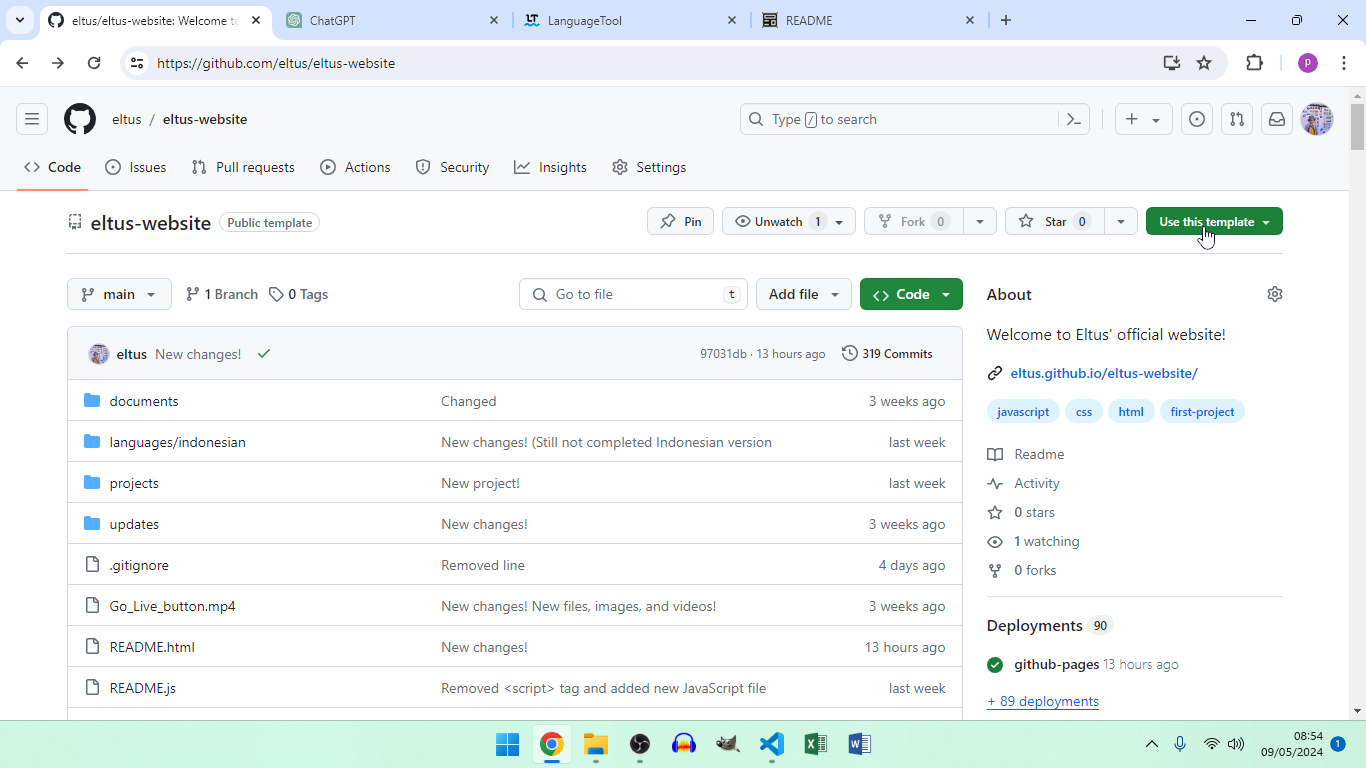 eltus/eltus-website: Welcome to
ChatGPT
LanguageTool
README
https://github.com/eltus/eltus-website
P
eltus / eltus-website
Type / to search
Code
Issues
Pull requests
Actions
Security
Insights
Settings
eltus-website
Public template
Pin
Unwatch 1
Fork 0
Star 0
Use this template
main
1 Branch
0 Tags
Go to file
t
Add file
Code
eltus New changes!
97031db · 13 hours ago
319 Commits
documents
Changed
3 weeks ago
languages/indonesian
New changes! (Still not completed Indonesian version
last week
projects
New project!
last week
updates
New changes!
3 weeks ago
.gitignore
Removed line
4 days ago
Go_Live_button.mp4
New changes! New files, images, and videos!
3 weeks ago
README.html
New changes!
13 hours ago
README.js
Removed <script> tag and added new JavaScript file
last week
About
Welcome to Eltus' official website!
eltus.github.io/eltus-website/
javascript
css
html
first-project
Readme
Activity
0 stars
1 watching
0 forks
Deployments 90
github-pages 13 hours ago
+ 89 deployments
08:54
09/05/2024
1